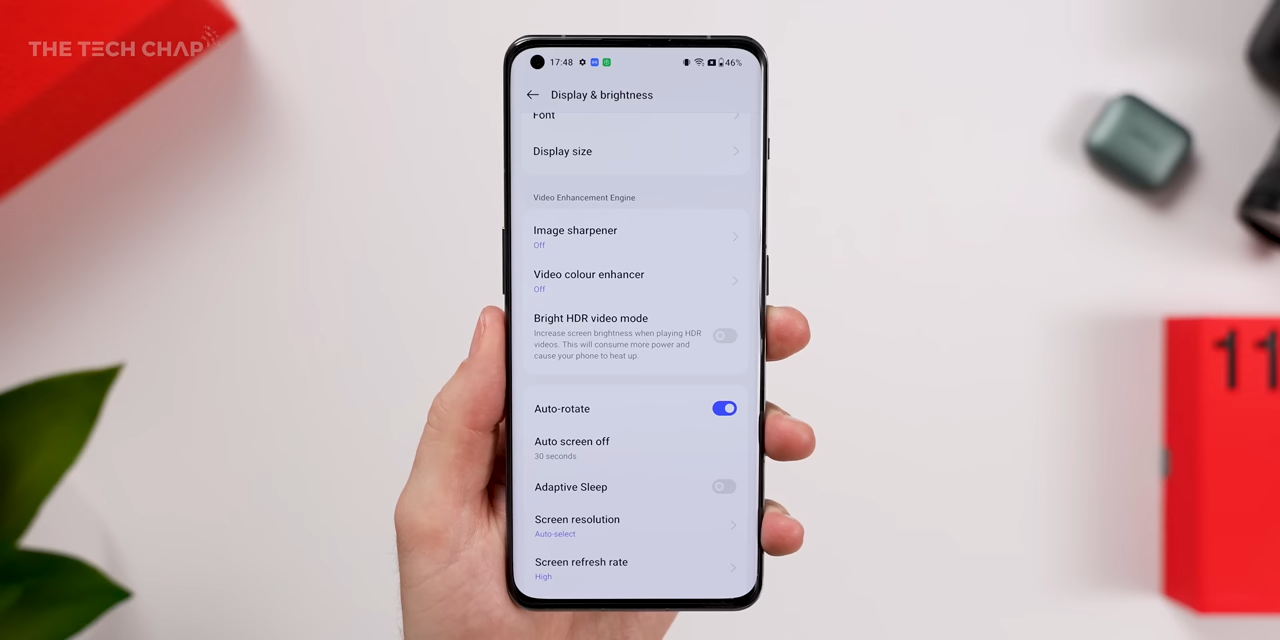 THE TECH CHAP
17:48
46%
Display & brightness
Font
Display size
Video Enhancement Engine
Image sharpener
Off
Video colour enhancer
Off
Bright HDR video mode
Increase screen brightness when playing HDR
videos. This will consume more power and
cause your phone to heat up.
Auto-rotate
Auto screen off
30 seconds
Adaptive Sleep
Screen resolution
Auto-select
Screen refresh rate
High
11